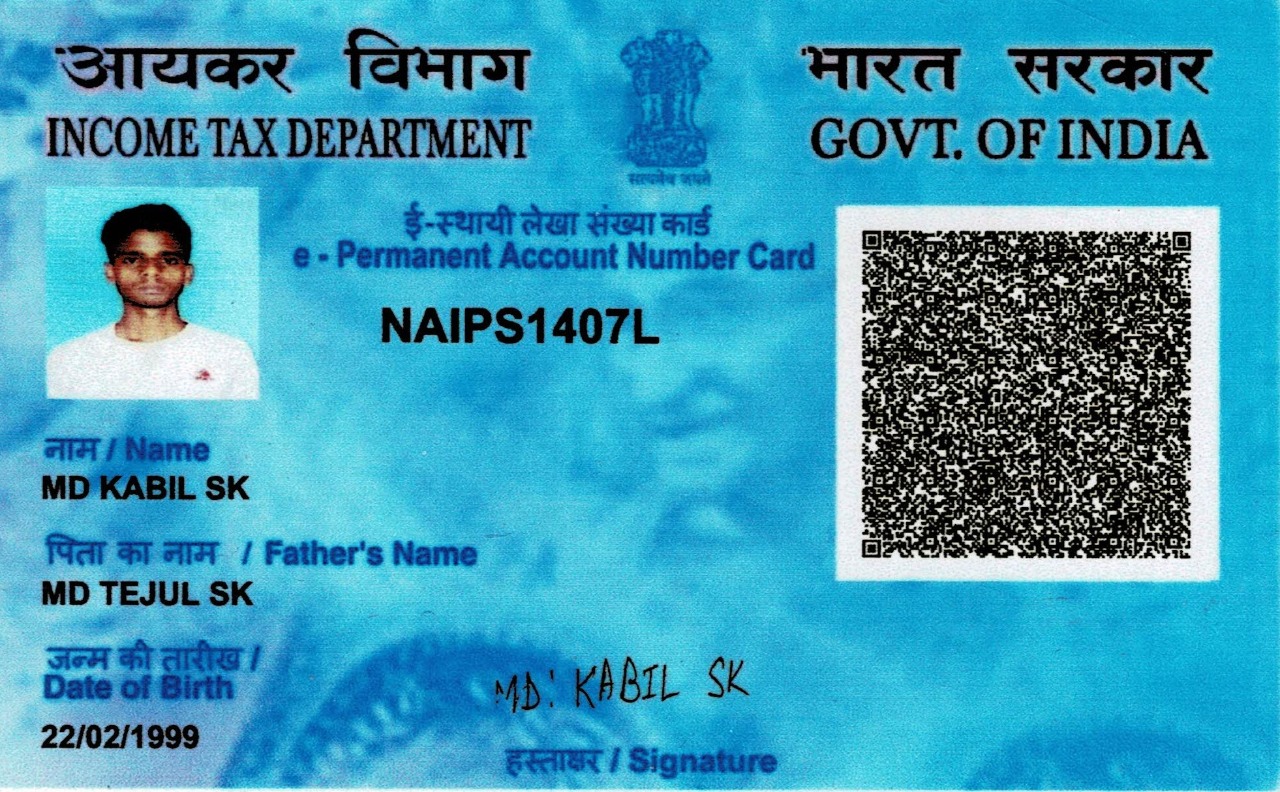 आयकर विभाग
INCOME TAX DEPARTMENT
भारत सरकार
GOVT. OF INDIA
सत्यमेव जयते
ई-स्थायी लेखा संख्या कार्ड
e - Permanent Account Number Card
NAIPS1407L
नाम / Name
MD KABIL SK
पिता का नाम / Father's Name
MD TEJUL SK
जन्म की तारीख /
Date of Birth
22/02/1999
MD: KABIL SK
हस्ताक्षर / Signature